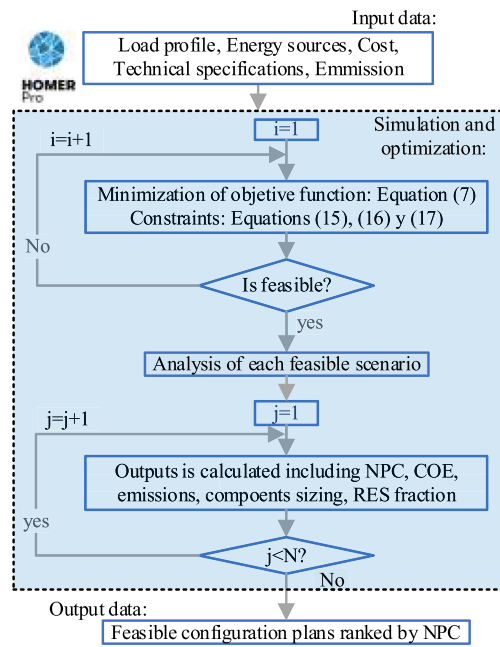 Input data:
HOMER
Pro
Load profile, Energy sources, Cost,
Technical specifications, Emmission
Simulation and
optimization:
i=1
i=i+1
Minimization of objetive function: Equation (7)
Constraints: Equations (15), (16) y (17)
No
Is feasible?
yes
Analysis of each feasible scenario
j=1
j=j+1
Outputs is calculated including NPC, COE,
emissions, compoents sizing, RES fraction
yes
j<N?
No
Output data:
Feasible configuration plans ranked by NPC